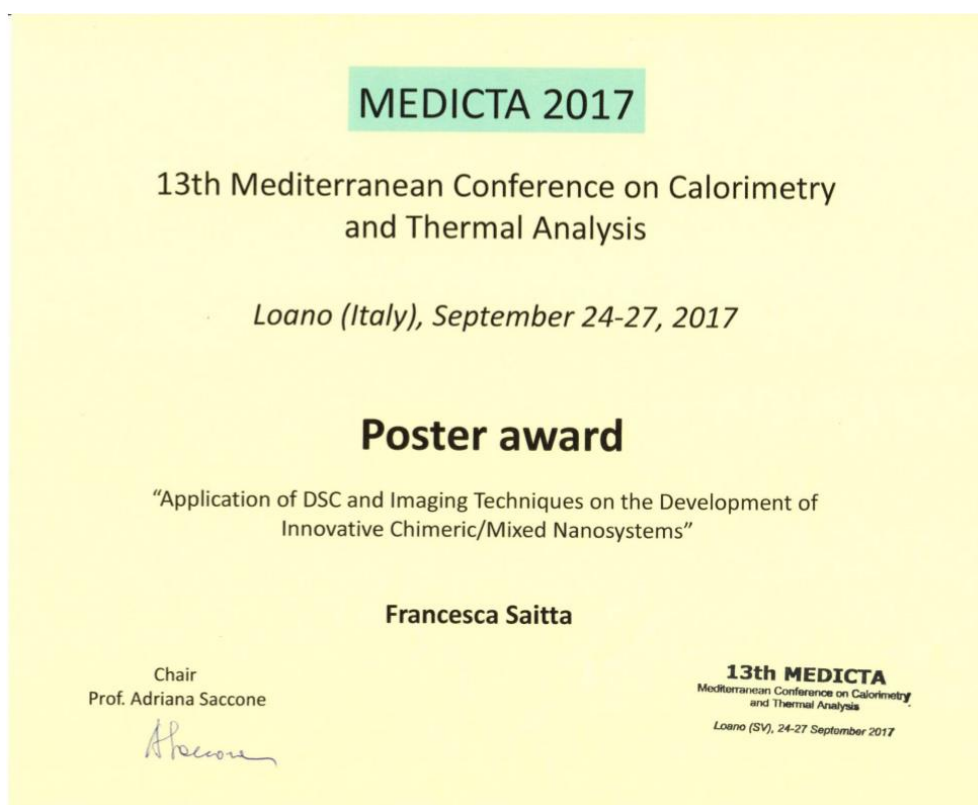 MEDICTA 2017
13th Mediterranean Conference on Calorimetry
and Thermal Analysis
Loano (Italy), September 24-27, 2017
Poster award
“Application of DSC and Imaging Techniques on the Development of
Innovative Chimeric/Mixed Nanosystems”
Francesca Saitta
Chair
Prof. Adriana Saccone
13th MEDICTA
Mediterranean Conference on Calorimetry
and Thermal Analysis
Loano (SV), 24-27 September 2017